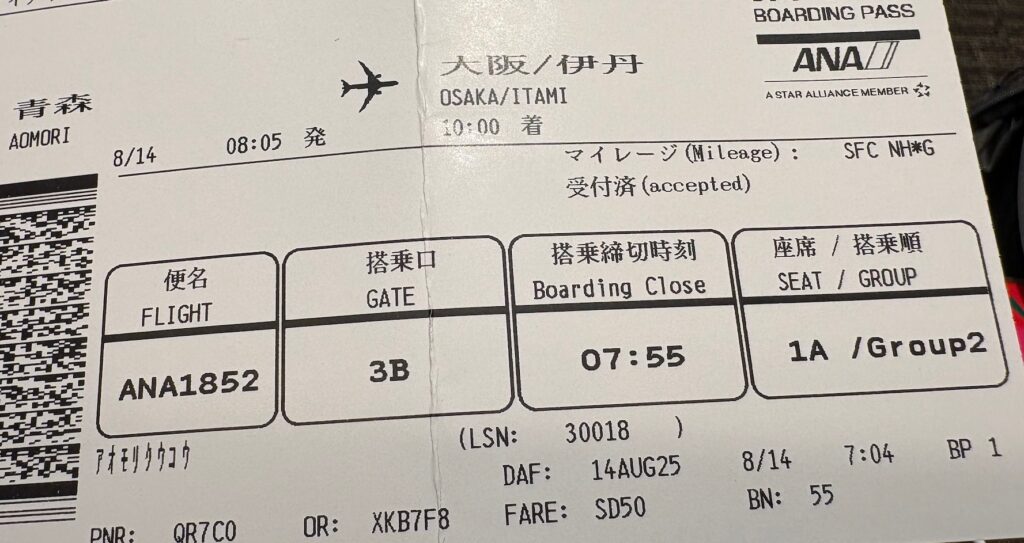 BOARDING PASS
ANA
A STAR ALLIANCE MEMBER
青森
AOMORI
大阪/伊丹
OSAKA/ITAMI
8/14 08:05 発 10:00 着
マイレージ(Mileage): SFC NH*G
受付済(accepted)
便名 搭乗口 搭乗締切時刻 座席 / 搭乗順
FLIGHT GATE Boarding Close SEAT / GROUP
ANA1852 3B 07:55 1A /Group2
アオモリクウコウ (LSN: 30018 )
DAF: 14AUG25 8/14 7:04 BP 1
PNR: QR7C0 OR: XKB7F8 FARE: SD50 BN: 55